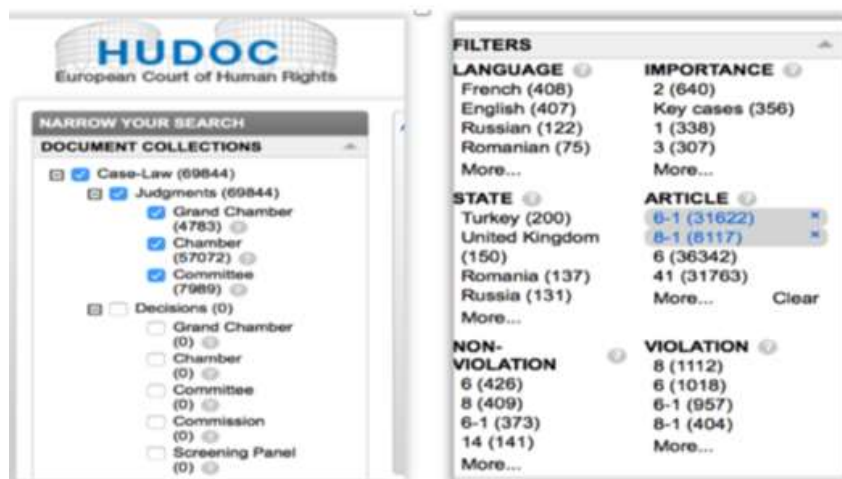 HUDOC
European Court of Human Rights
NARROW YOUR SEARCH
DOCUMENT COLLECTIONS
Case-Law (69844)
Judgments (69844)
Grand Chamber
(4783)
Chamber
(57072)
Committee
(7989)
Decisions (0)
Grand Chamber
(0)
Chamber
(0)
Committee
(0)
Commission
(0)
Screening Panel
(0)
FILTERS
LANGUAGE
French (408)
English (407)
Russian (122)
Romanian (75)
More...
IMPORTANCE
2 (640)
Key cases (356)
1 (338)
3 (307)
More...
STATE
Turkey (200)
United Kingdom
(150)
Romania (137)
Russia (131)
More...
ARTICLE
6-1 (31622)
8-1 (8117)
6 (36342)
41 (31763)
More... Clear
NON-
VIOLATION
6 (426)
8 (409)
6-1 (373)
14 (141)
More...
VIOLATION
8 (1112)
6 (1018)
6-1 (957)
8-1 (404)
More...